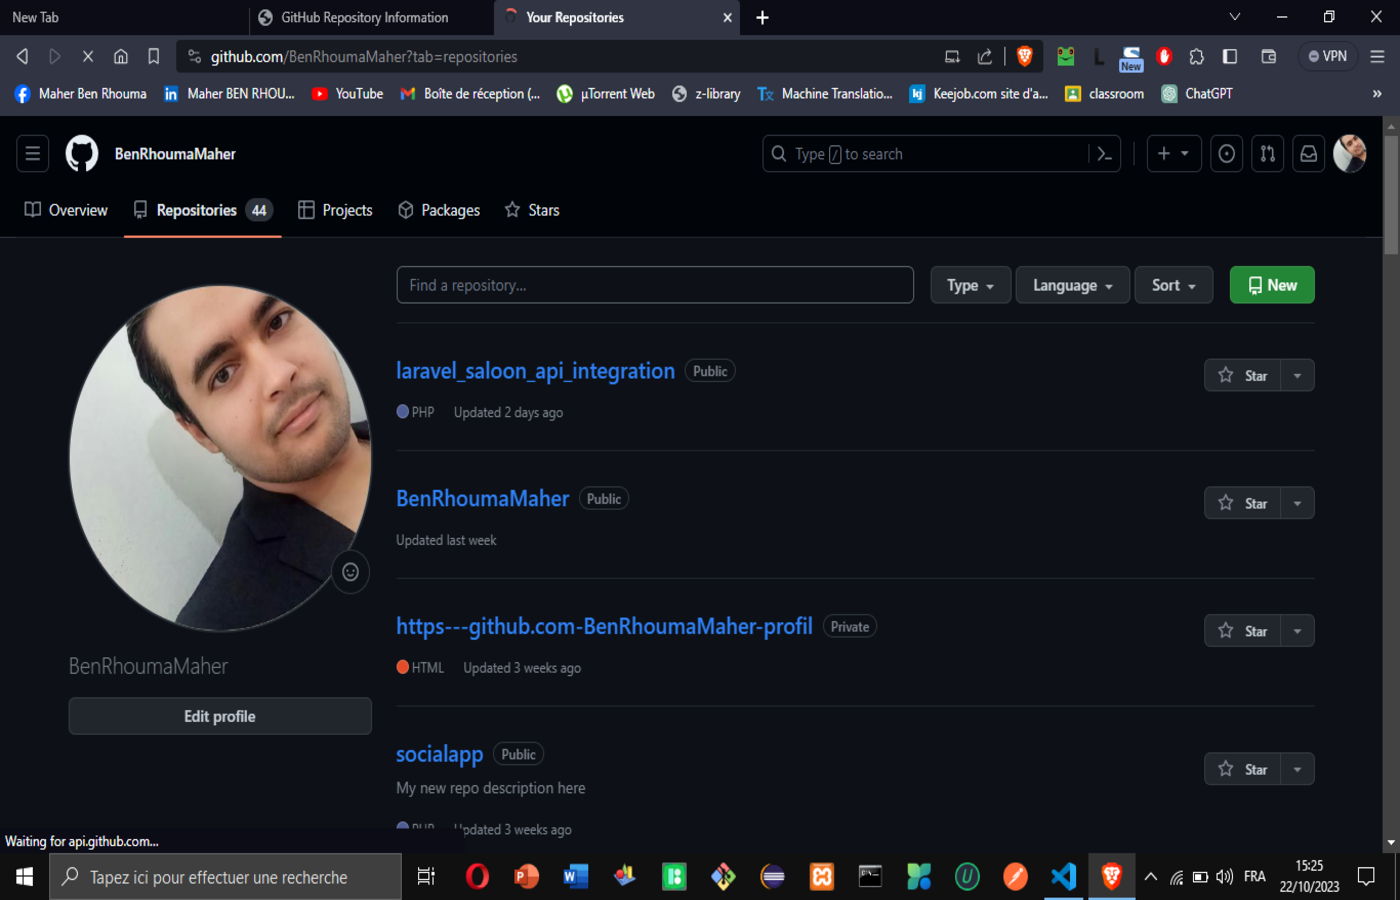 New Tab
GitHub Repository Information
Your Repositories
github.com/BenRhoumaMaher?tab=repositories
New
VPN
Maher Ben Rhouma
Maher BEN RHOU...
YouTube
Boîte de réception (...
µTorrent Web
z-library
Machine Translatio...
Keejob.com site d'a...
classroom
ChatGPT
»
BenRhoumaMaher
Type / to search
Overview
Repositories 44
Projects
Packages
Stars
Find a repository...
Type
Language
Sort
New
laravel_saloon_api_integration Public
Star
PHP Updated 2 days ago
BenRhoumaMaher Public
Star
Updated last week
https---github.com-BenRhoumaMaher-profil Private
Star
HTML Updated 3 weeks ago
BenRhoumaMaher
Edit profile
socialapp Public
Star
My new repo description here
PHP Updated 3 weeks ago
Waiting for api.github.com...
Tapez ici pour effectuer une recherche
FRA
15:25
22/10/2023